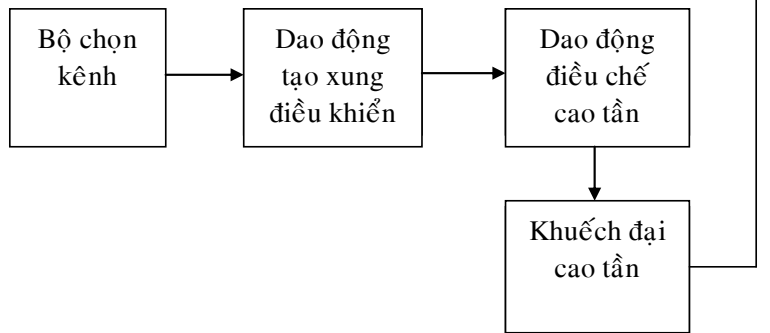 Bộ chọn
kênh
Dao động
tạo xung
điều khiển
Dao động
điều chế
cao tần
Khuếch đại
cao tần